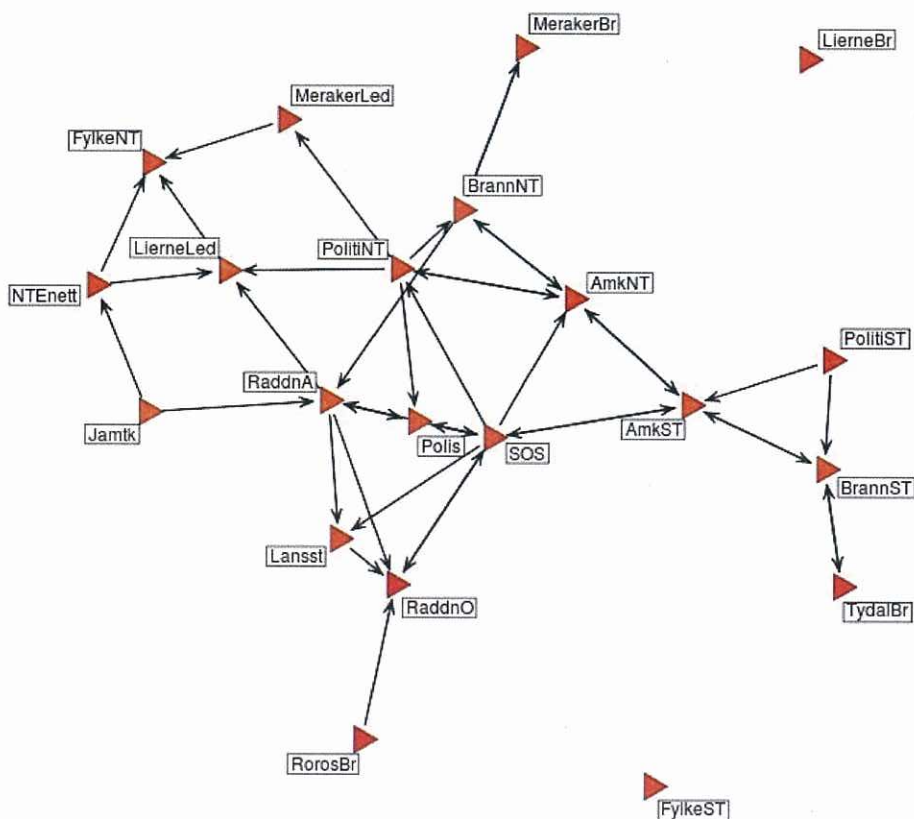 MerakerBr
LierneBr
MerakerLed
FylkeNT
BrannNT
LierneLed
PolitiNT
NTEnett
AmkNT
PolitiST
RaddnA
Jamtk
Polis
SOS
AmkST
BrannST
Lansst
RaddnO
TydalBr
RorosBr
FylkeST